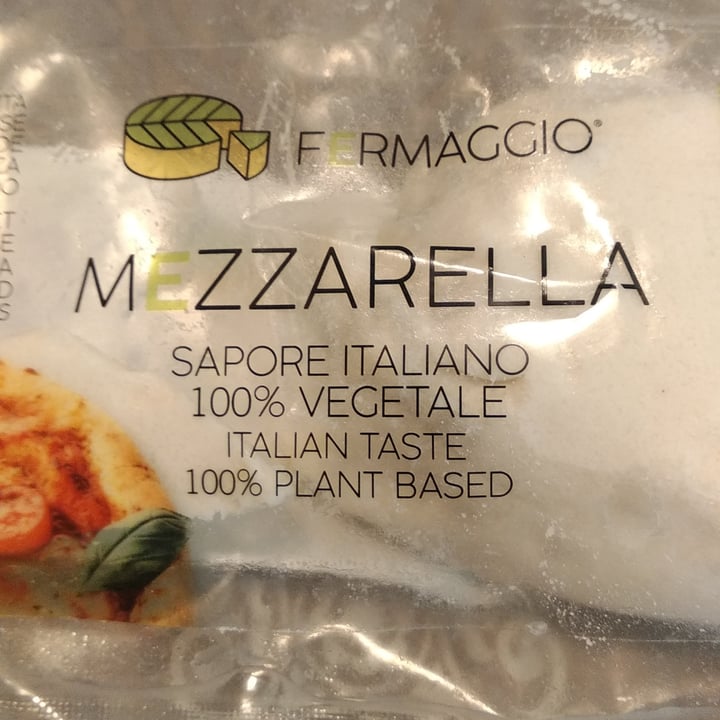 FERMAGGIO®
MEZZARELLA
SAPORE ITALIANO
100% VEGETALE
ITALIAN TASTE
100% PLANT BASED